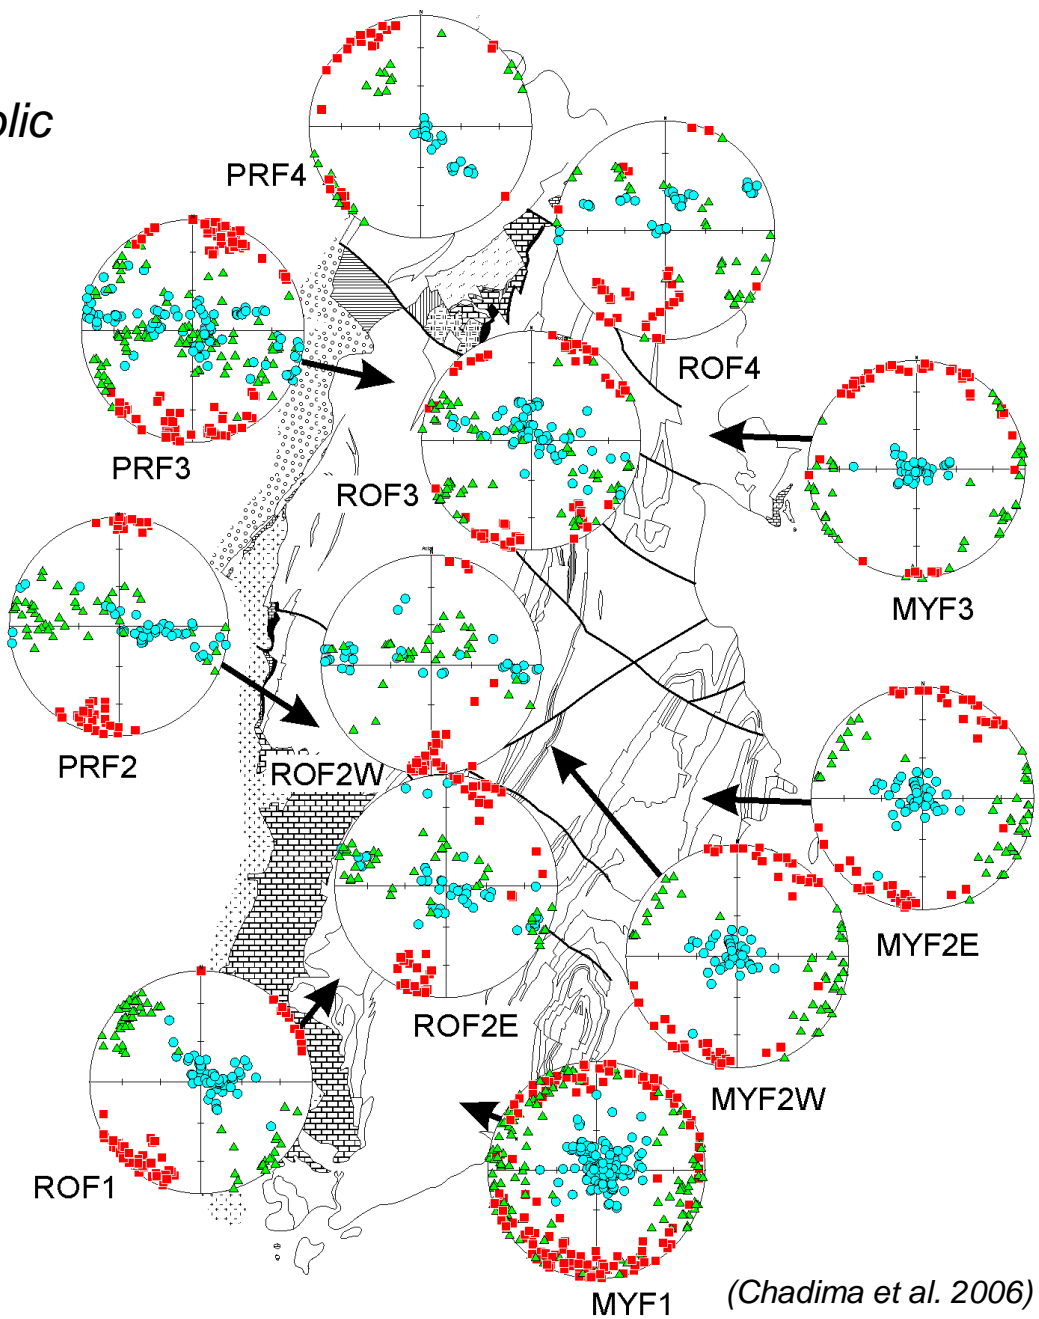 olic
PRF4
PRF3
ROF4
ROF3
MYF3
PRF2
ROF2W
MYF2E
ROF2E
MYF2W
ROF1
MYF1
(Chadima et al. 2006)